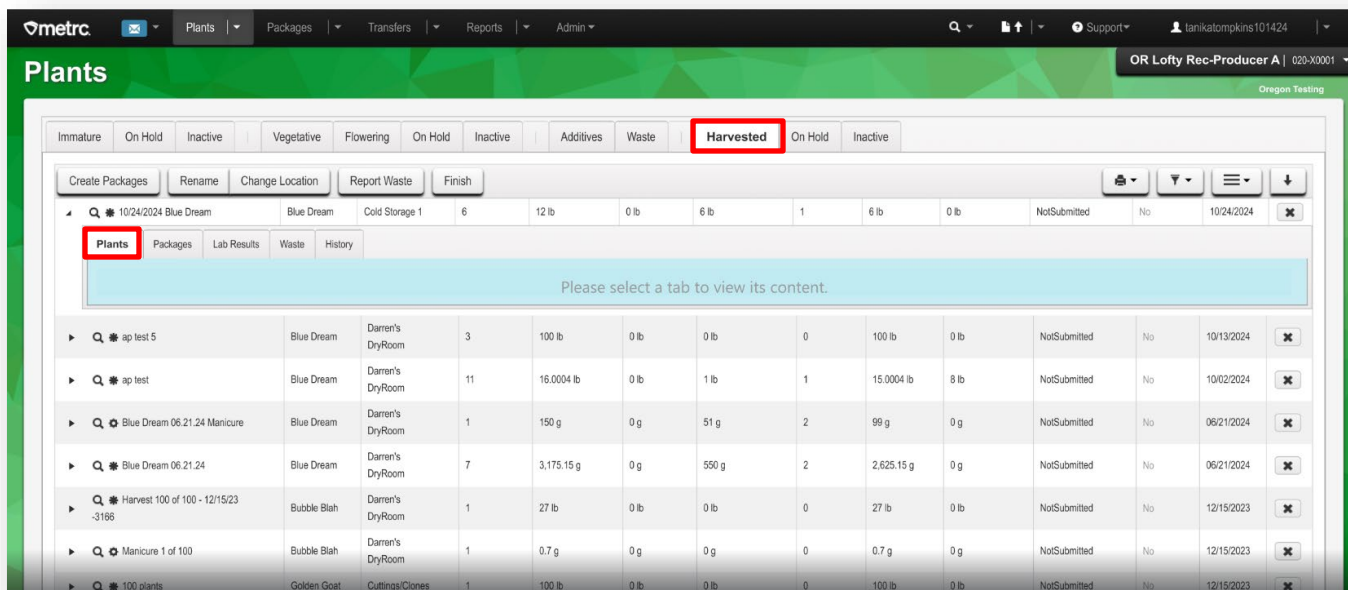 metrc. Plants Packages Transfers Reports Admin Support tanikatompkins101424
Plants
OR Lofty Rec-Producer A | 020-X0001
Oregon Testing
Immature On Hold Inactive Vegetative Flowering On Hold Inactive Additives Waste Harvested On Hold Inactive
Create Packages Rename Change Location Report Waste Finish
10/24/2024 Blue Dream Blue Dream Cold Storage 1 6 12 lb 0 lb 6 lb 1 6 lb 0 lb NotSubmitted No 10/24/2024
Plants Packages Lab Results Waste History
Please select a tab to view its content.
ap test 5 Blue Dream Darren's DryRoom 3 100 lb 0 lb 0 lb 0 100 lb 0 lb NotSubmitted No 10/13/2024
ap test Blue Dream Darren's DryRoom 11 16.0004 lb 0 lb 1 lb 1 15.0004 lb 8 lb NotSubmitted No 10/02/2024
Blue Dream 06.21.24 Manicure Blue Dream Darren's DryRoom 1 150 g 0 g 51 g 2 99 g 0 g NotSubmitted No 06/21/2024
Blue Dream 06.21.24 Blue Dream Darren's DryRoom 7 3,175.15 g 0 g 550 g 2 2,625.15 g 0 g NotSubmitted No 06/21/2024
Harvest 100 of 100 - 12/15/23 -3166 Bubble Blah Darren's DryRoom 1 27 lb 0 lb 0 lb 0 27 lb 0 lb NotSubmitted No 12/15/2023
Manicure 1 of 100 Bubble Blah Darren's DryRoom 1 0.7 g 0 g 0 g 0 0.7 g 0 g NotSubmitted No 12/15/2023
100 plants Golden Goat Cuttings/Clones 1 100 lb 0 lb 0 lb 0 100 lb 0 lb NotSubmitted No 12/15/2023